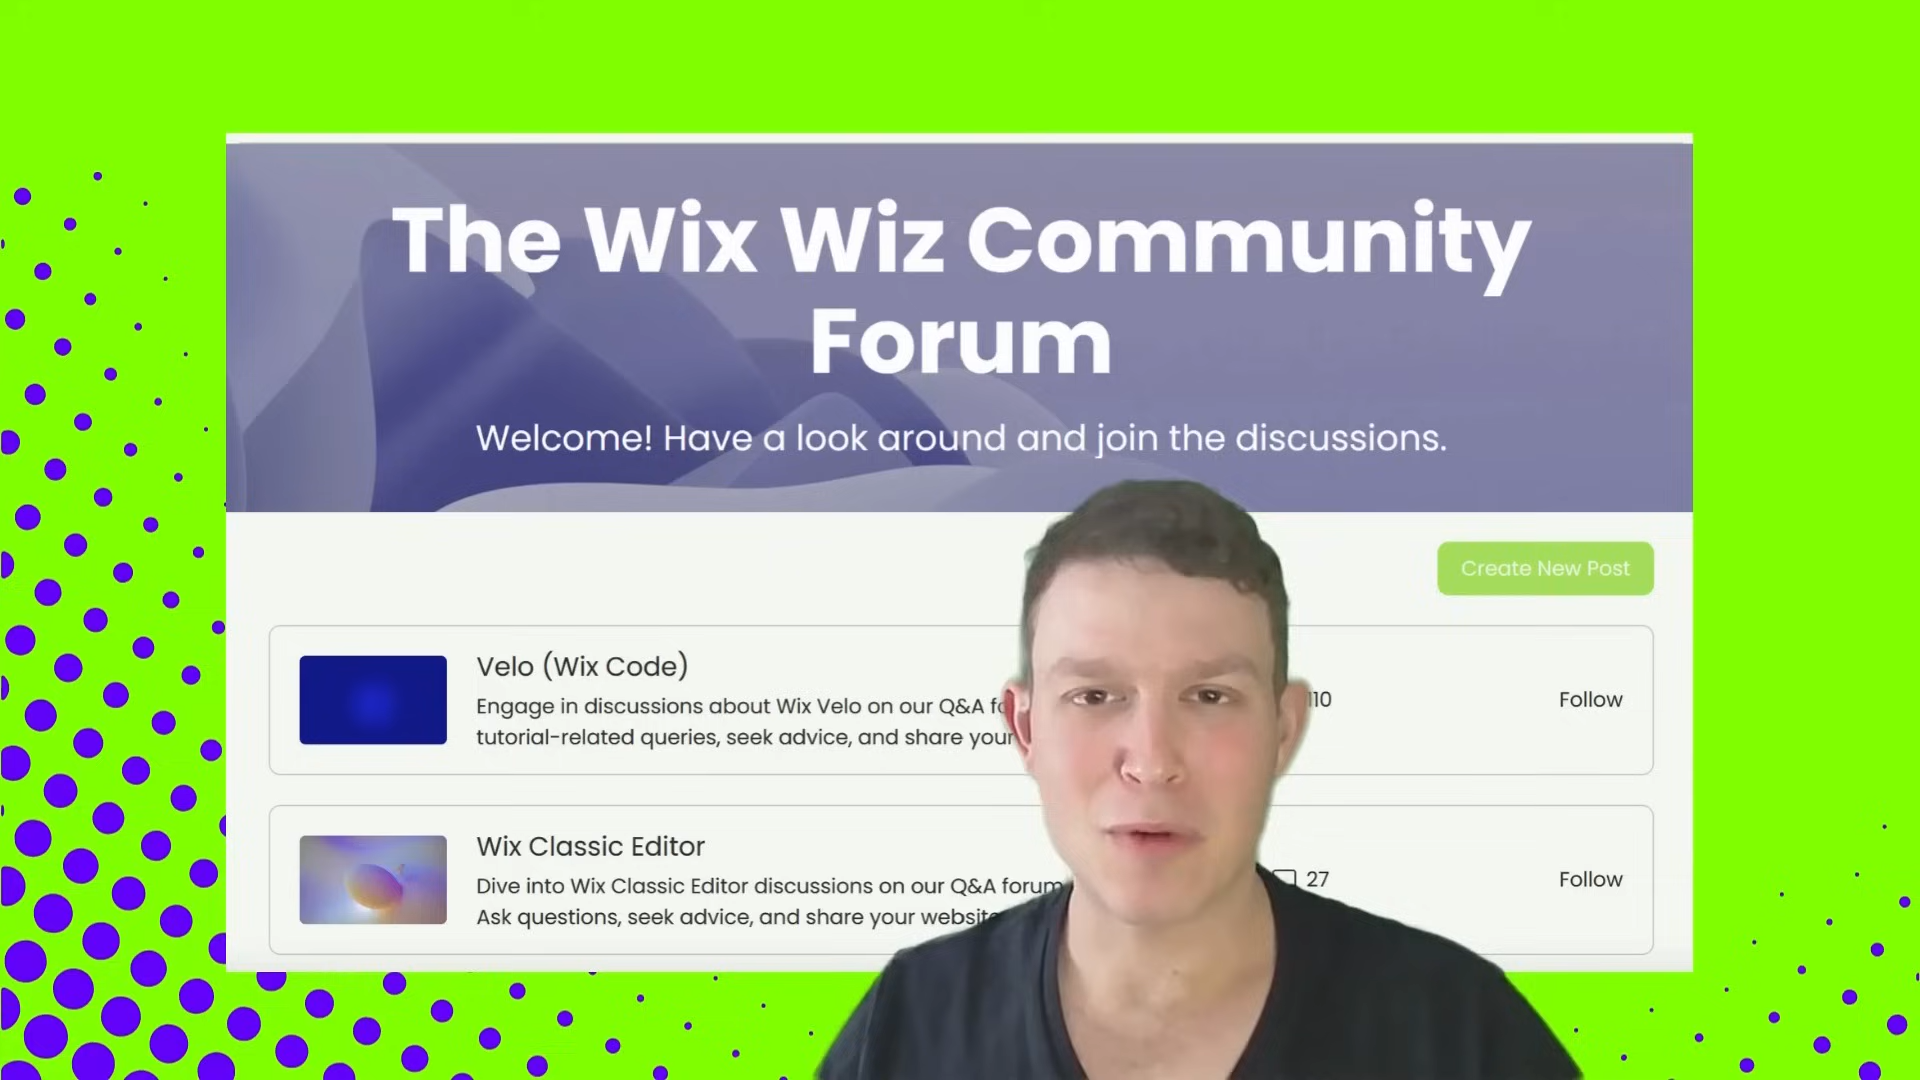 The Wix Wiz Community
Forum
Welcome! Have a look around and join the discussions.
Create New Post
Velo (Wix Code)
Engage in discussions about Wix Velo on our Q&A
tutorial-related queries, seek advice, and share your
110
Follow
Wix Classic Editor
Dive into Wix Classic Editor discussions on our Q&A forum
Ask questions, seek advice, and share your
27
Follow